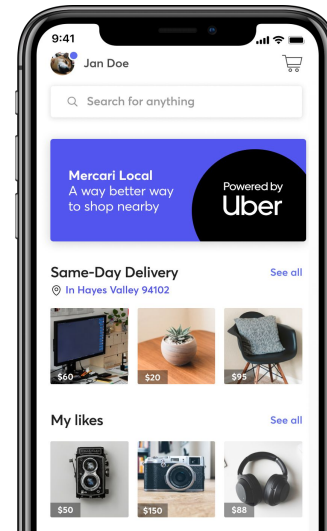 9:41
Jan Doe
Search for anything
Mercari Local
A way better way
to shop nearby
Powered by
Uber
Same-Day Delivery
See all
In Hayes Valley 94102
$60
$20
$95
My likes
See all
$50
$150
$88